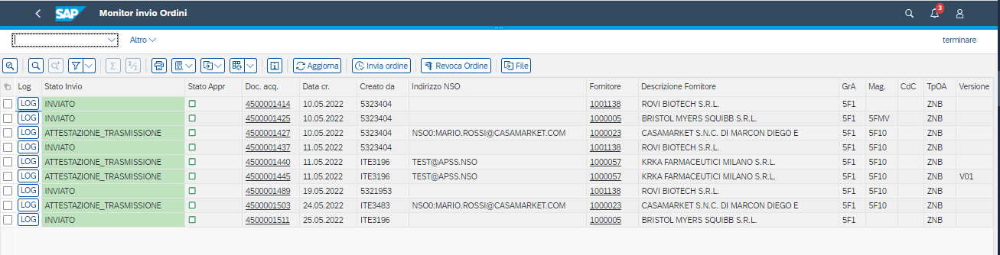 SAP Monitor invio Ordini 3
Altro terminare
Aggiorna Invia ordine Revoca Ordine File
Log Stato Invio Stato Appr Doc. acq. Data cr. Creato da Indirizzo NSO Fornitore Descrizione Fornitore GrA Mag. CdC TpOA Versione
LOG INVIATO 4500001414 10.05.2022 5323404 1001138 ROVI BIOTECH S.R.L. 5F1 ZNB
LOG INVIATO 4500001425 10.05.2022 5323404 1000005 BRISTOL MYERS SQUIBB S.R.L. 5F1 5FMV ZNB
LOG ATTESTAZIONE_TRASMISSIONE 4500001427 10.05.2022 5323404 NSO0:MARIO.ROSSI@CASAMARKET.COM 1000023 CASAMARKET S.N.C. DI MARCON DIEGO E 5F1 5F10 ZNB
LOG INVIATO 4500001437 11.05.2022 5323404 1001138 ROVI BIOTECH S.R.L. 5F1 5F10 ZNB
LOG ATTESTAZIONE_TRASMISSIONE 4500001440 11.05.2022 ITE3196 TEST@APSS.NSO 1000057 KRKA FARMACEUTICI MILANO S.R.L. 5F1 5F10 ZNB
LOG ATTESTAZIONE_TRASMISSIONE 4500001445 11.05.2022 ITE3196 TEST@APSS.NSO 1000057 KRKA FARMACEUTICI MILANO S.R.L. 5F1 5F10 ZNB V01
LOG INVIATO 4500001489 19.05.2022 5321953 1001138 ROVI BIOTECH S.R.L. 5F1 5F10 ZNB
LOG ATTESTAZIONE_TRASMISSIONE 4500001503 24.05.2022 ITE3483 NSO0:MARIO.ROSSI@CASAMARKET.COM 1000023 CASAMARKET S.N.C. DI MARCON DIEGO E 5F1 5F10 ZNB
LOG INVIATO 4500001511 25.05.2022 ITE3196 1000005 BRISTOL MYERS SQUIBB S.R.L. 5F1 ZNB